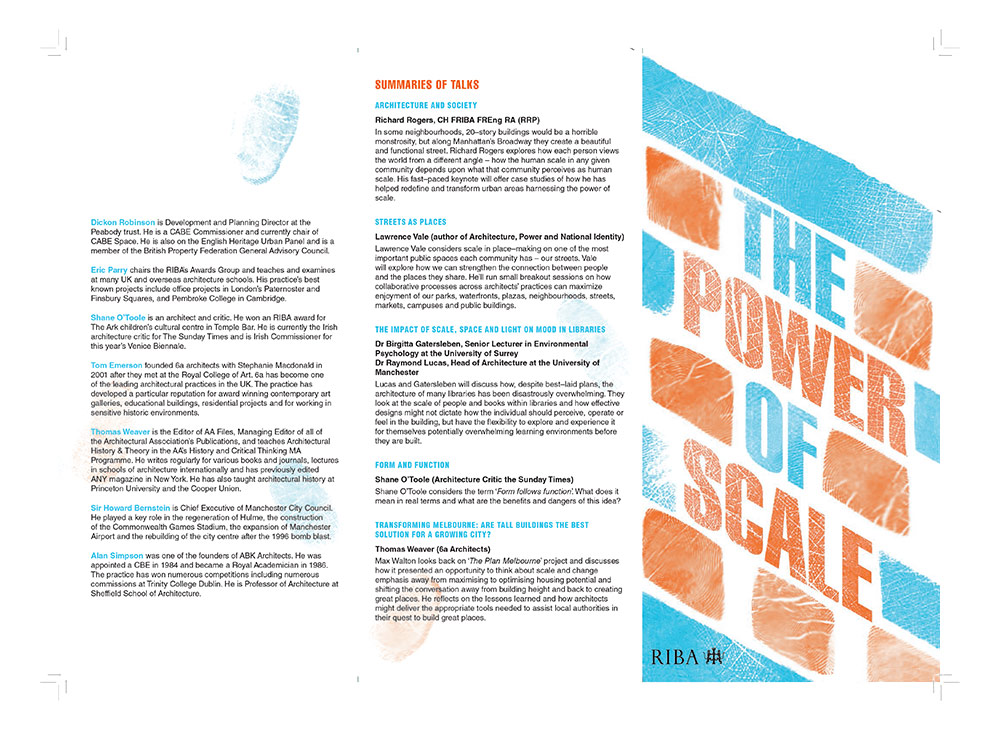 Dickon Robinson is Development and Planning Director at the
Peabody trust. He is a CABE Commissioner and currently chair of
CABE Space. He is also on the English Heritage Urban Panel and is a
member of the British Property Federation General Advisory Council.
Eric Parry chairs the RIBA's Awards Group and teaches and examines
at many UK and overseas architecture schools. His practice's best
known projects include office projects in London's Paternoster and
Finsbury Squares, and Pembroke College in Cambridge.
Shane O'Toole is an architect and critic. He won an RIBA award for
The Ark children's cultural centre in Temple Bar. He is currently the Irish
architecture critic for The Sunday Times and is Irish Commissioner for
this year's Venice Biennale.
Tom Emerson founded 6a architects with Stephanie Macdonald in
2001 after they met at the Royal College of Art. 6a has become one
of the leading architectural practices in the UK. The practice has
developed a particular reputation for award winning contemporary art
galleries, educational buildings, residential projects and for working in
sensitive historic environments.
Thomas Weaver is the Editor of AA Files, Managing Editor of all of
the Architectural Association's Publications, and teaches Architectural
History & Theory in the AA's History and Critical Thinking MA
Programme. He writes regularly for various books and journals, lectures
in schools of architecture internationally and has previously edited
ANY magazine in New York. He has also taught architectural history at
Princeton University and the Cooper Union.
Sir Howard Bernstein is Chief Executive of Manchester City Council.
He played a key role in the regeneration of Hulme, the construction
of the Commonwealth Games Stadium, the expansion of Manchester
Airport and the rebuilding of the city centre after the 1996 bomb blast.
Alan Simpson was one of the founders of ABK Architects. He was
appointed a CBE in 1984 and became a Royal Academician in 1986.
The practice has won numerous competitions including numerous
commissions at Trinity College Dublin. He is Professor of Architecture at
Sheffield School of Architecture.
SUMMARIES OF TALKS
ARCHITECTURE AND SOCIETY
Richard Rogers, CH FRIBA FREng RA (RRP)
In some neighbourhoods, 20–story buildings would be a horrible
monstrosity, but along Manhattan's Broadway they create a beautiful
and functional street. Richard Rogers explores how each person views
the world from a different angle – how the human scale in any given
community depends upon what that community perceives as human
scale. His fast–paced keynote will offer case studies of how he has
helped redefine and transform urban areas harnessing the power of
scale.
STREETS AS PLACES
Lawrence Vale (author of Architecture, Power and National Identity)
Lawrence Vale considers scale in place–making on one of the most
important public spaces each community has – our streets. Vale
will explore how we can strengthen the connection between people
and the places they share. He'll run small breakout sessions on how
collaborative processes across architects' practices can maximize
enjoyment of our parks, waterfronts, plazas, neighbourhoods, streets,
markets, campuses and public buildings.
THE IMPACT OF SCALE, SPACE AND LIGHT ON MOOD IN LIBRARIES
Dr Birgitta Gatersleben, Senior Lecturer in Environmental
Psychology at the University of Surrey
Dr Raymond Lucas, Head of Architecture at the University of
Manchester
Lucas and Gatersleben will discuss how, despite best–laid plans, the
architecture of many libraries has been disastrously overwhelming. They
look at the scale of people and books within libraries and how effective
designs might not dictate how the individual should perceive, operate or
feel in the building, but have the flexibility to explore and experience it
for themselves potentially overwhelming learning environments before
they are built.
FORM AND FUNCTION
Shane O'Toole (Architecture Critic the Sunday Times)
Shane O'Toole considers the term 'Form follows function'. What does it
mean in real terms and what are the benefits and dangers of this idea?
TRANSFORMING MELBOURNE: ARE TALL BUILDINGS THE BEST
SOLUTION FOR A GROWING CITY?
Thomas Weaver (6a Architects)
Max Walton looks back on 'The Plan Melbourne' project and discusses
how it presented an opportunity to think about scale and change
emphasis away from maximising to optimising housing potential and
shifting the conversation away from building height and back to creating
great places. He reflects on the lessons learned and how architects
might deliver the appropriate tools needed to assist local authorities in
their quest to build great places.
THE
POWER
OF
SCALE
RIBA